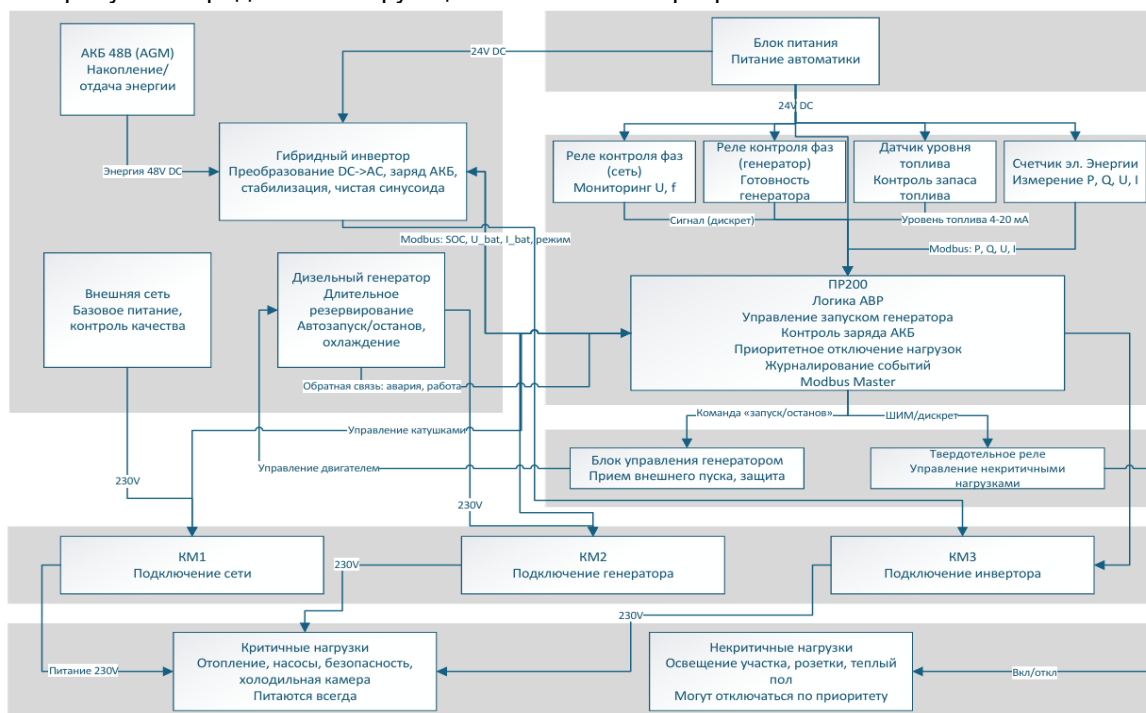 АКБ 48В (AGM)
Накопление/
отдача энергии
24V DC
Блок питания
Питание автоматики
24V DC
Энергия 48V DC
Гибридный инвертор
Преобразование DC->AC, заряд АКБ,
стабилизация, чистая синусоида
Реле контроля фаз
(сеть)
Мониторинг U, f
Реле контроля фаз
(генератор)
Готовность
генератора
Датчик уровня
топлива
Контроль запаса
топлива
Счетчик эл. Энергии
Измерение P, Q, U, I
Сигнал (дискрет)
Уровень топлива 4-20 мА
Modbus: SOC, U_bat, I_bat, режим
Modbus: P, Q, U, I
Внешняя сеть
Базовое питание,
контроль качества
Дизельный генератор
Длительное
резервирование
Автозапуск/останов,
охлаждение
ПР200
Логика АВР
Управление запуском генератора
Контроль заряда АКБ
Приоритетное отключение нагрузок
Журналирование событий
Modbus Master
Обратная связь: авария, работа
Команда «запуск/останов»
ШИМ/дискрет
Управление катушками
Управление двигателем
Блок управления генератором
Прием внешнего пуска, защита
Твердотельное реле
Управление некритичными
нагрузками
230V
230V
КМ1
Подключение сети
230V
КМ2
Подключение генератора
КМ3
Подключение инвертора
230V
Питание 230V
Критичные нагрузки
Отопление, насосы, безопасность,
холодильная камера
Питаются всегда
Некритичные нагрузки
Освещение участка, розетки, теплый
пол
Могут отключаться по приоритету
Вкл/откл